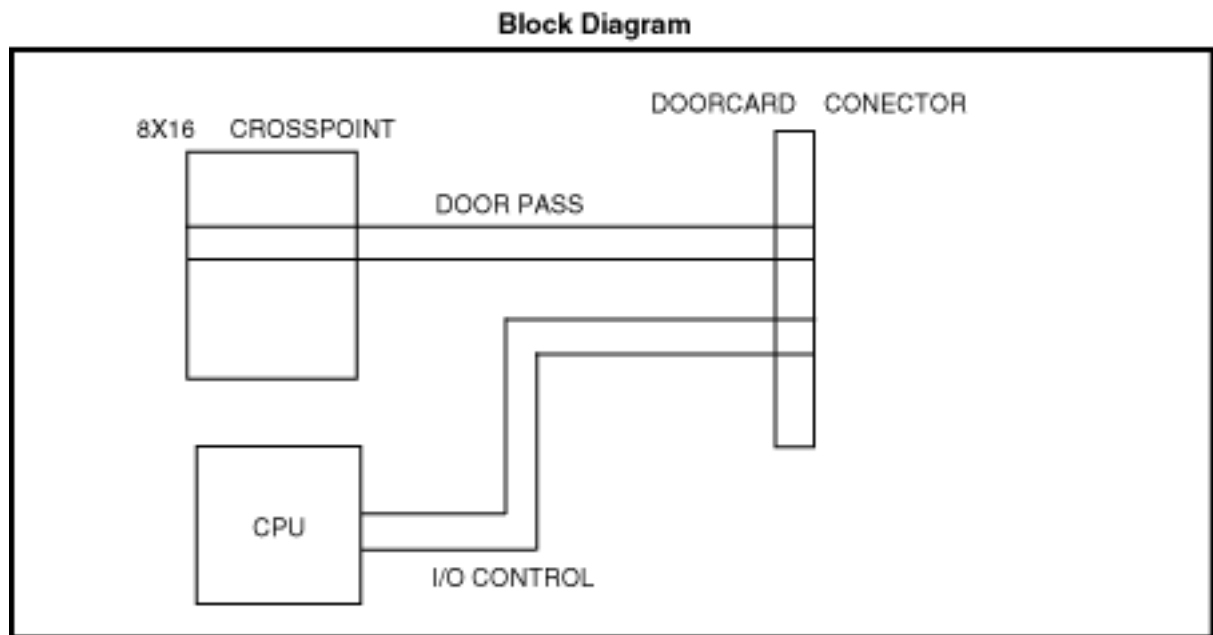 Block Diagram
DOORCARD CONECTOR
8X16 CROSSPOINT
DOOR PASS
CPU
I/O CONTROL